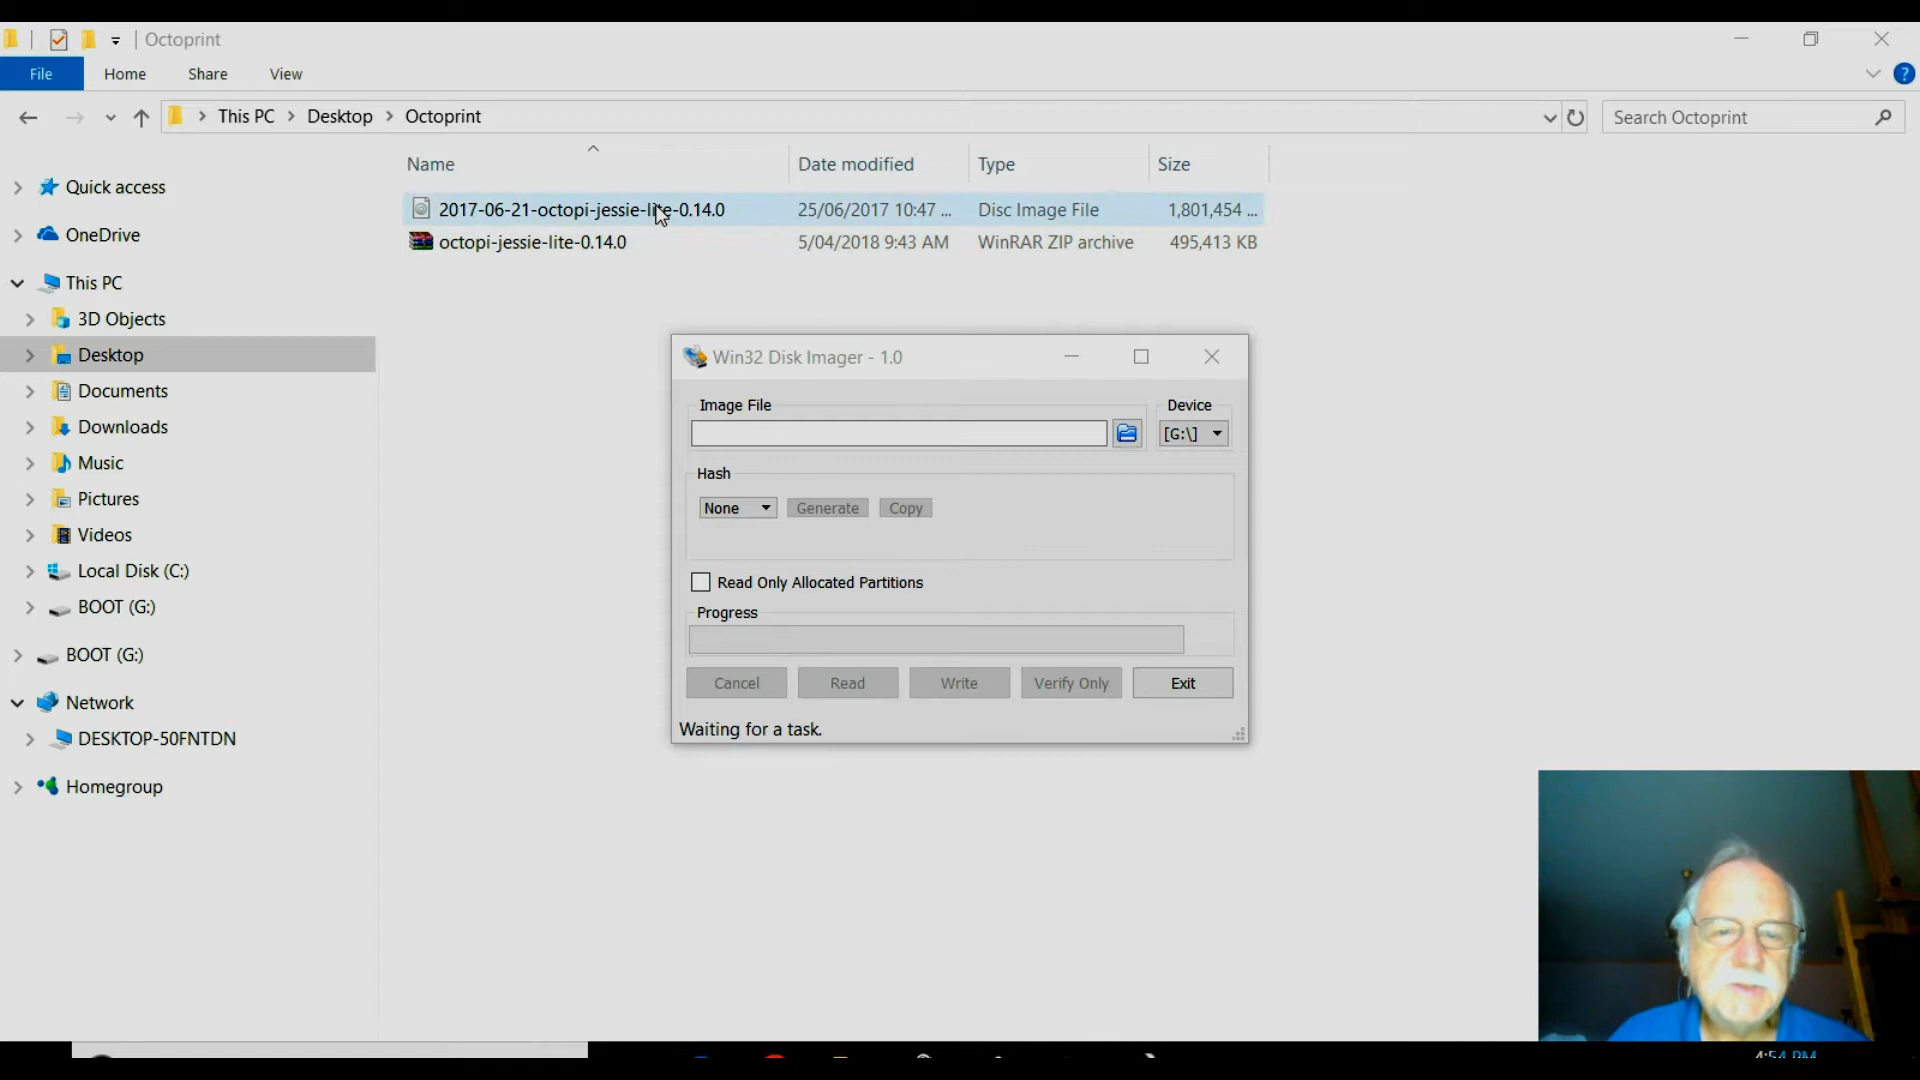 Octoprint
File Home Share View
This PC Desktop Octoprint
Search Octoprint
Name Date modified Type Size
2017-06-21-octopi-jessie-lite-0.14.0 25/06/2017 10:47 ... Disc Image File 1,801,454 ...
octopi-jessie-lite-0.14.0 5/04/2018 9:43 AM WinRAR ZIP archive 495,413 KB
Quick access
OneDrive
This PC
3D Objects
Desktop
Documents
Downloads
Music
Pictures
Videos
Local Disk (C:)
BOOT (G:)
BOOT (G:)
Network
DESKTOP-50FNTDN
Homegroup
Win32 Disk Imager - 1.0
Image File Device
[G:\]
Hash
None Generate Copy
Read Only Allocated Partitions
Progress
Cancel Read Write Verify Only Exit
Waiting for a task.
4:54 PM